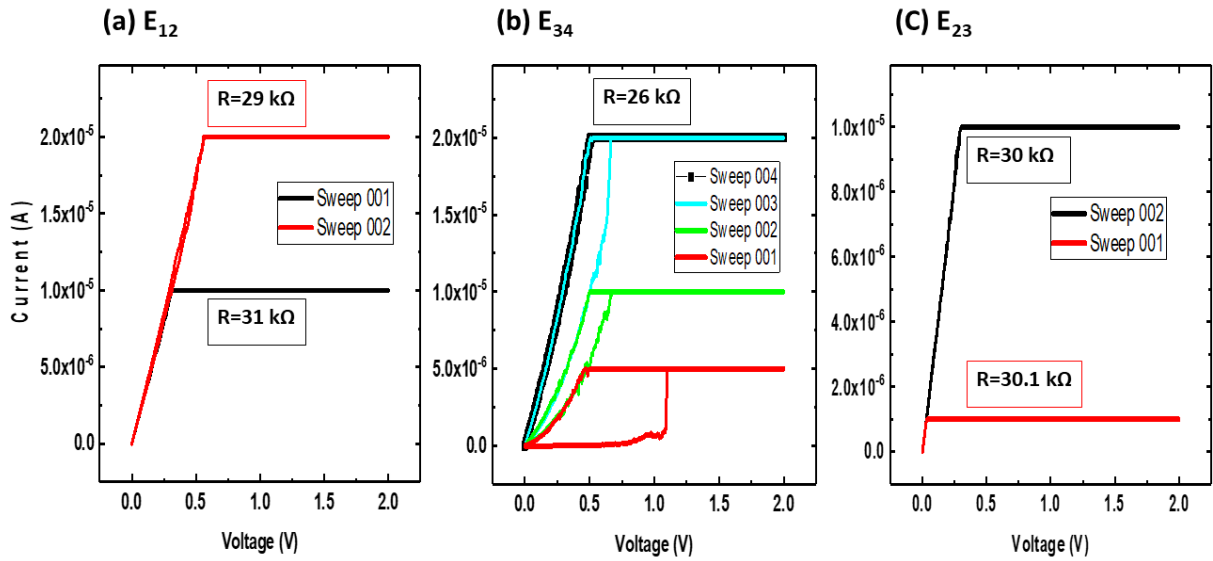 (a) E₁₂
(b) E₃₄
(C) E₂₃
R=29 kΩ
2.0x10⁻⁵
1.5x10⁻⁵
1.0x10⁻⁵
5.0x10⁻⁶
0.0
Sweep 001
Sweep 002
R=31 kΩ
Current (A)
0.0 0.5 1.0 1.5 2.0
Voltage (V)
R=26 kΩ
2.0x10⁻⁵
1.5x10⁻⁵
1.0x10⁻⁵
5.0x10⁻⁶
0.0
Sweep 004
Sweep 003
Sweep 002
Sweep 001
0.0 0.5 1.0 1.5 2.0
Voltage (V)
1.0x10⁻⁵
8.0x10⁻⁶
6.0x10⁻⁶
4.0x10⁻⁶
2.0x10⁻⁶
0.0
R=30 kΩ
Sweep 002
Sweep 001
R=30.1 kΩ
0.0 0.5 1.0 1.5 2.0
Voltage (V)